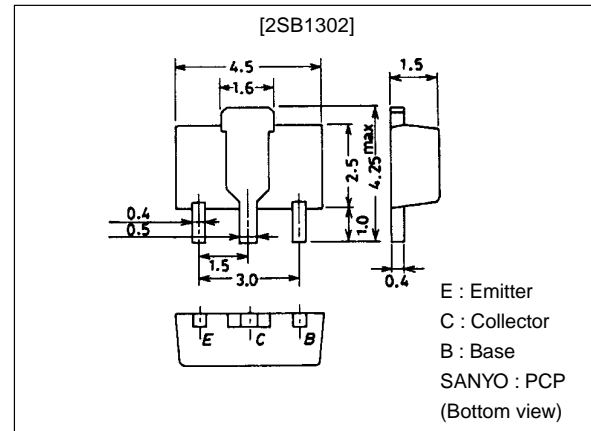 [2SB1302]
4.5
1.6
1.5
2.5
4.25max
1.0
0.4
0.5
1.5
3.0
0.4
E C B
E : Emitter
C : Collector
B : Base
SANYO : PCP
(Bottom view)